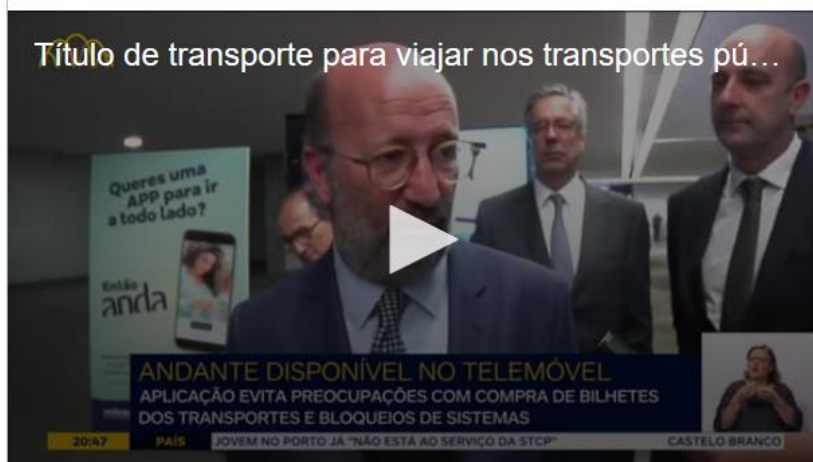 Título de transporte para viajar nos transportes pú...
Queres uma
APP para ir
a todo lado?
Então
anda
ANDANTE DISPONÍVEL NO TELEMÓVEL
APLICAÇÃO EVITA PREOCUPAÇÕES COM COMPRA DE BILHETES
DOS TRANSPORTES E BLOQUEIOS DE SISTEMAS
20:47 PAÍS JOVEM NO PORTO JÁ "NÃO ESTÁ AO SERVIÇO DA STCP" CASTELO BRANCO